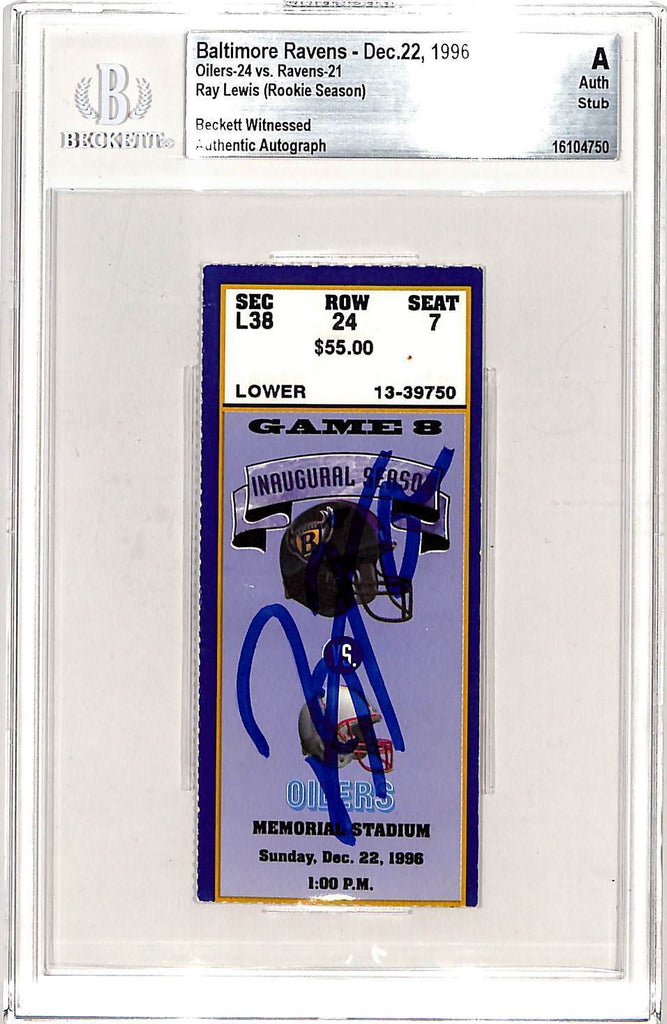 Baltimore Ravens - Dec.22, 1996
Oilers-24 vs. Ravens-21
Ray Lewis (Rookie Season)
Beckett Witnessed
Authentic Autograph
A
Auth
Stub
16104750
B
BECKETT
SEC ROW SEAT
L38 24 7
$55.00
LOWER 13-39750
GAME 8
INAUGURAL SEASON
B
VS.
OILERS
MEMORIAL STADIUM
Sunday, Dec. 22, 1996
1:00 P.M.